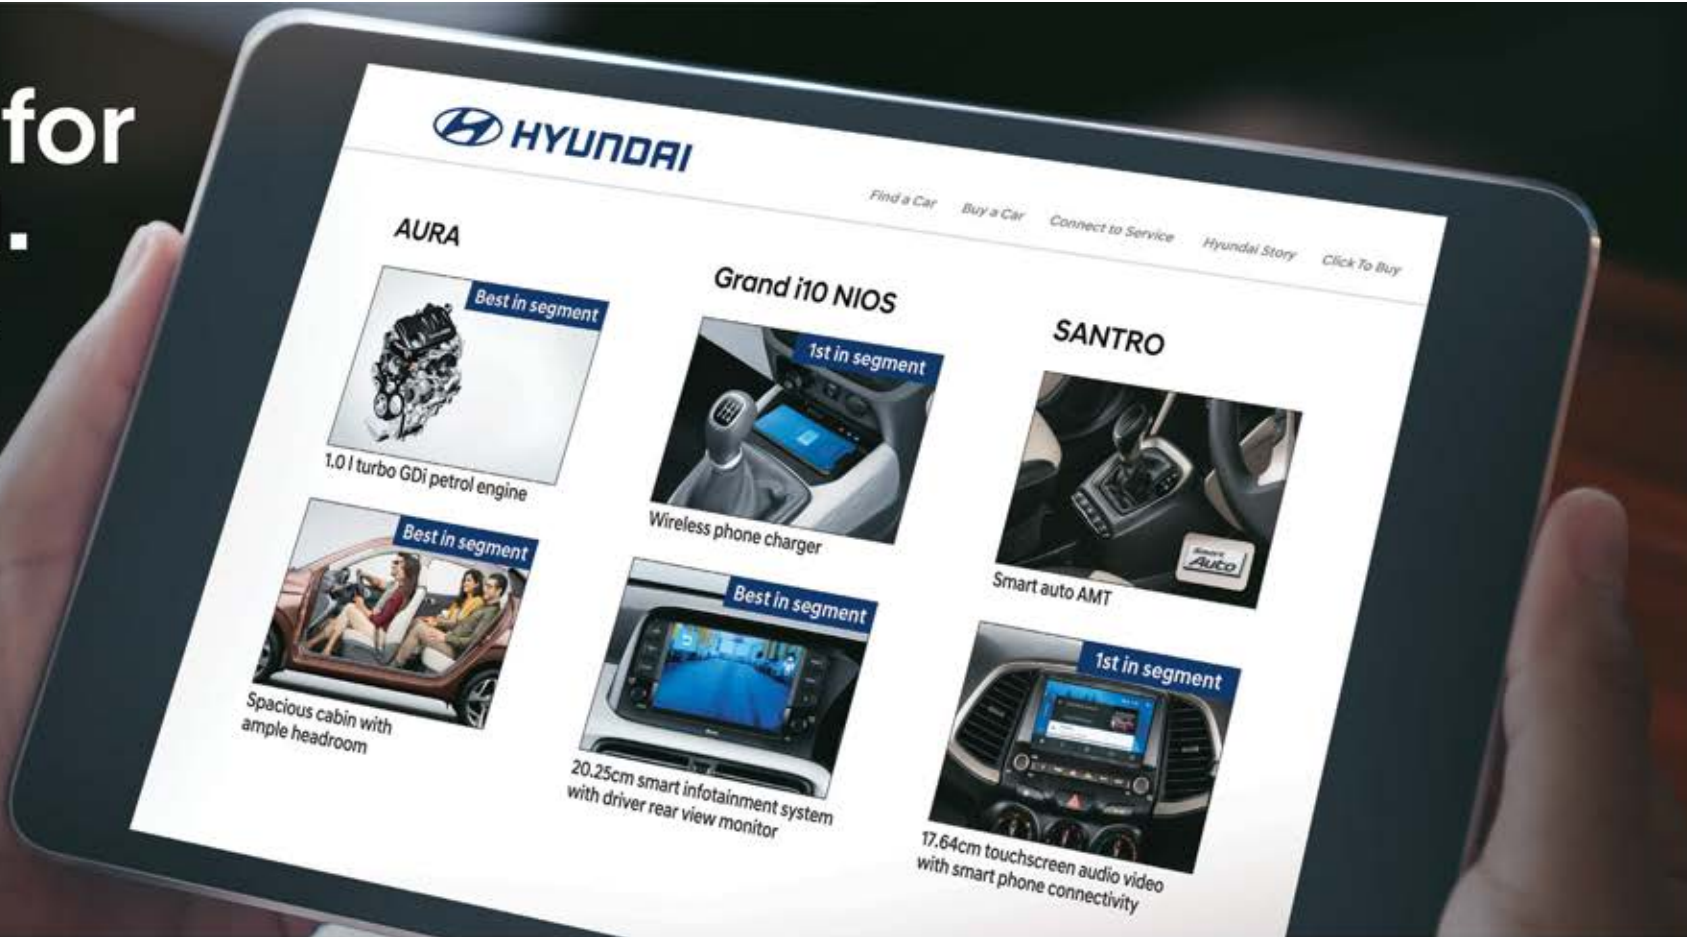 for
.
HYUNDAI
Find a Car
Buy a Car
Connect to Service
Hyundai Story
Click To Buy
AURA
Best in segment
1.0 l turbo GDi petrol engine
Best in segment
Spacious cabin with
ample headroom
Grand i10 NIOS
1st in segment
Wireless phone charger
Best in segment
20.25cm smart infotainment system
with driver rear view monitor
SANTRO
Smart
Auto
Smart auto AMT
1st in segment
17.64cm touchscreen audio video
with smart phone connectivity